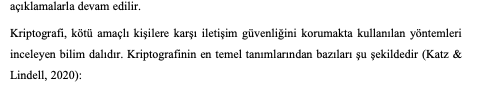 açıklamalarla devam edilir.
Kriptografi, kötü amaçlı kişilere karşı iletişim güvenliğini korumakta kullanılan yöntemleri
inceleyen bilim dalıdır. Kriptografinin en temel tanımlarından bazıları şu şekildedir (Katz &
Lindell, 2020):